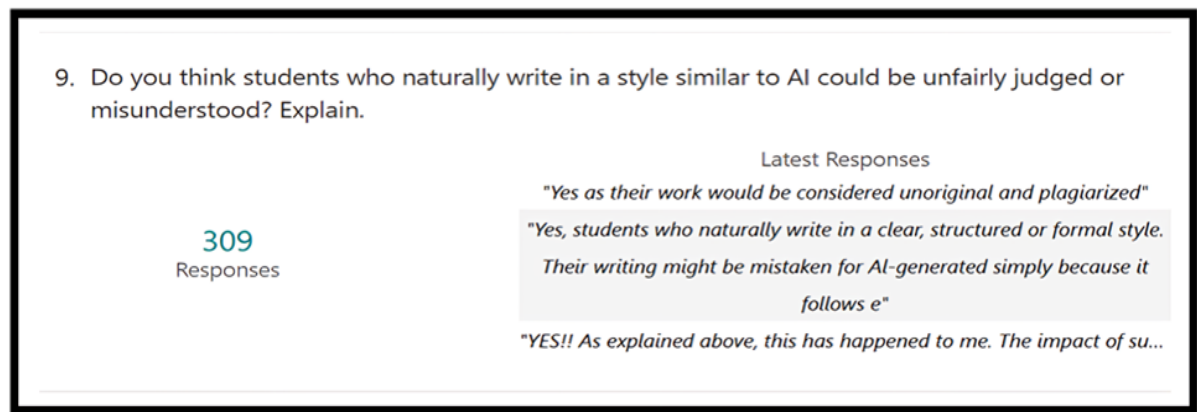 9. Do you think students who naturally write in a style similar to AI could be unfairly judged or
misunderstood? Explain.
309
Responses
Latest Responses
"Yes as their work would be considered unoriginal and plagiarized"
"Yes, students who naturally write in a clear, structured or formal style.
Their writing might be mistaken for AI-generated simply because it
follows e"
"YES!! As explained above, this has happened to me. The impact of su...